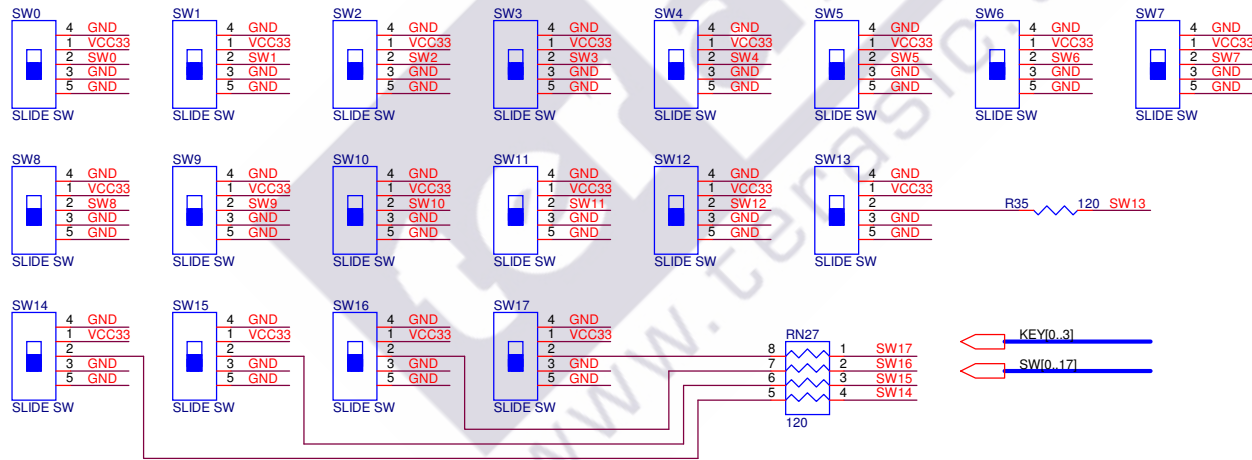 SW0 SW1 SW2 SW3 SW4 SW5 SW6 SW7
4 GND 4 GND 4 GND 4 GND 4 GND 4 GND 4 GND 4 GND
1 VCC33 1 VCC33 1 VCC33 1 VCC33 1 VCC33 1 VCC33 1 VCC33 1 VCC33
2 SW0 2 SW1 2 SW2 2 SW3 2 SW4 2 SW5 2 SW6 2 SW7
3 GND 3 GND 3 GND 3 GND 3 GND 3 GND 3 GND 3 GND
5 GND 5 GND 5 GND 5 GND 5 GND 5 GND 5 GND 5 GND
SLIDE SW SLIDE SW SLIDE SW SLIDE SW SLIDE SW SLIDE SW SLIDE SW SLIDE SW
SW8 SW9 SW10 SW11 SW12 SW13
4 GND 4 GND 4 GND 4 GND 4 GND 4 GND
1 VCC33 1 VCC33 1 VCC33 1 VCC33 1 VCC33 1 VCC33
2 SW8 2 SW9 2 SW10 2 SW11 2 SW12 2 R35 120 SW13
3 GND 3 GND 3 GND 3 GND 3 GND 3 GND
5 GND 5 GND 5 GND 5 GND 5 GND 5 GND
SLIDE SW SLIDE SW SLIDE SW SLIDE SW SLIDE SW SLIDE SW
SW14 SW15 SW16 SW17
4 GND 4 GND 4 GND 4 GND
1 VCC33 1 VCC33 1 VCC33 1 VCC33
2 2 2 2
3 GND 3 GND 3 GND 3 GND
5 GND 5 GND 5 GND 5 GND
SLIDE SW SLIDE SW SLIDE SW SLIDE SW
RN27
8 1 SW17
7 2 SW16
6 3 SW15
5 4 SW14
120
KEY[0..3]
SW[0..17]
www.terasic.c